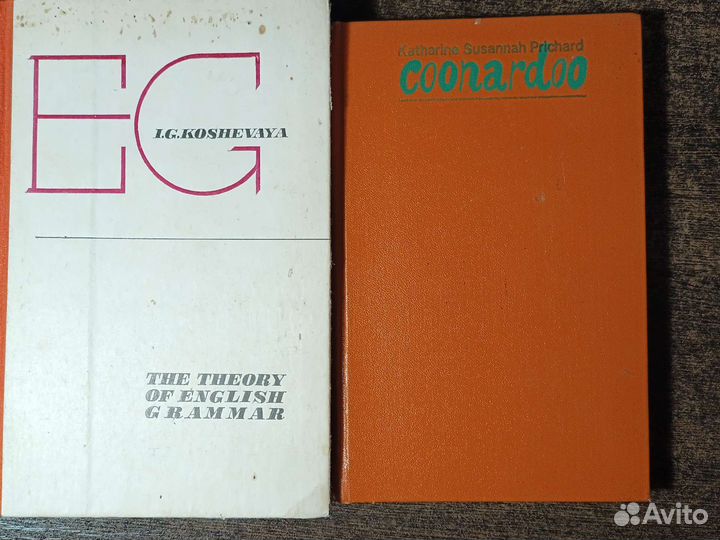 EG
I.G.KOSHEVAYA
THE THEORY
OF ENGLISH
GRAMMAR
Katharine Susannah Prichard
coonardoo
Avito